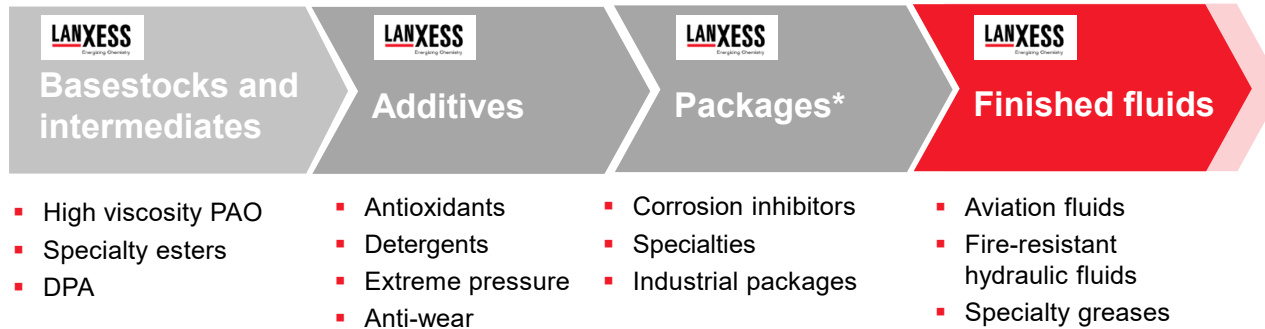 LANXESS
Energizing Chemistry
Basestocks and
intermediates
▪ High viscosity PAO
▪ Specialty esters
▪ DPA
LANXESS
Energizing Chemistry
Additives
▪ Antioxidants
▪ Detergents
▪ Extreme pressure
▪ Anti-wear
LANXESS
Energizing Chemistry
Packages*
▪ Corrosion inhibitors
▪ Specialties
▪ Industrial packages
LANXESS
Energizing Chemistry
Finished fluids
▪ Aviation fluids
▪ Fire-resistant
hydraulic fluids
▪ Specialty greases